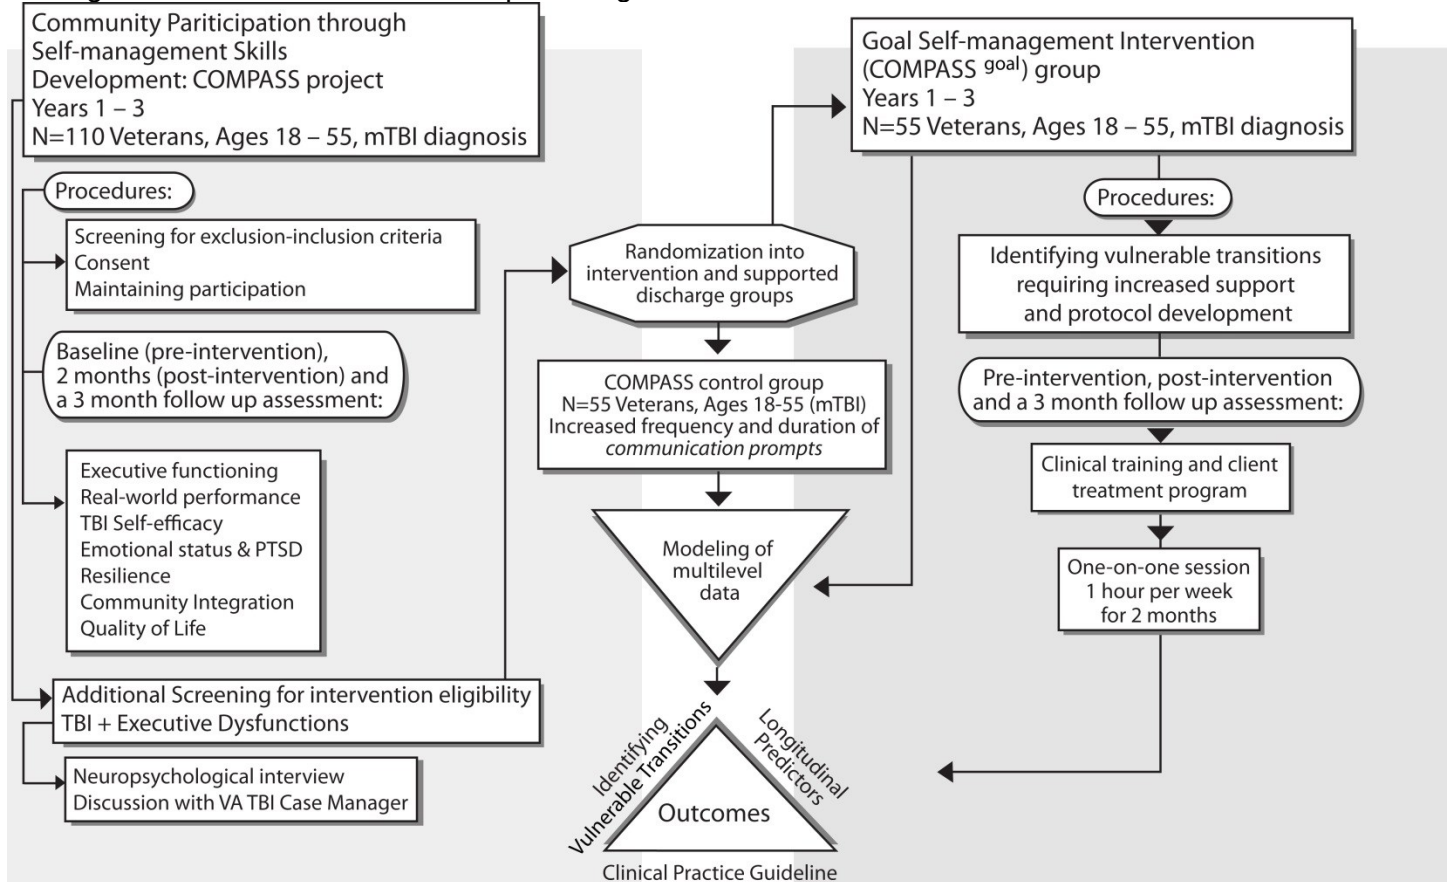 Community Pariticipation through
Self-management Skills
Development: COMPASS project
Years 1 – 3
N=110 Veterans, Ages 18 – 55, mTBI diagnosis
Procedures:
Screening for exclusion-inclusion criteria
Consent
Maintaining participation
Baseline (pre-intervention),
2 months (post-intervention) and
a 3 month follow up assessment:
Executive functioning
Real-world performance
TBI Self-efficacy
Emotional status & PTSD
Resilience
Community Integration
Quality of Life
Additional Screening for intervention eligibility
TBI + Executive Dysfunctions
Neuropsychological interview
Discussion with VA TBI Case Manager
Randomization into
intervention and supported
discharge groups
COMPASS control group
N=55 Veterans, Ages 18-55 (mTBI)
Increased frequency and duration of
communication prompts
Modeling of
multilevel
data
Identifying
Vulnerable Transitions
Longitudinal
Predictors
Outcomes
Clinical Practice Guideline
Goal Self-management Intervention
(COMPASS goal) group
Years 1 – 3
N=55 Veterans, Ages 18 – 55, mTBI diagnosis
Procedures:
Identifying vulnerable transitions
requiring increased support
and protocol development
Pre-intervention, post-intervention
and a 3 month follow up assessment:
Clinical training and client
treatment program
One-on-one session
1 hour per week
for 2 months